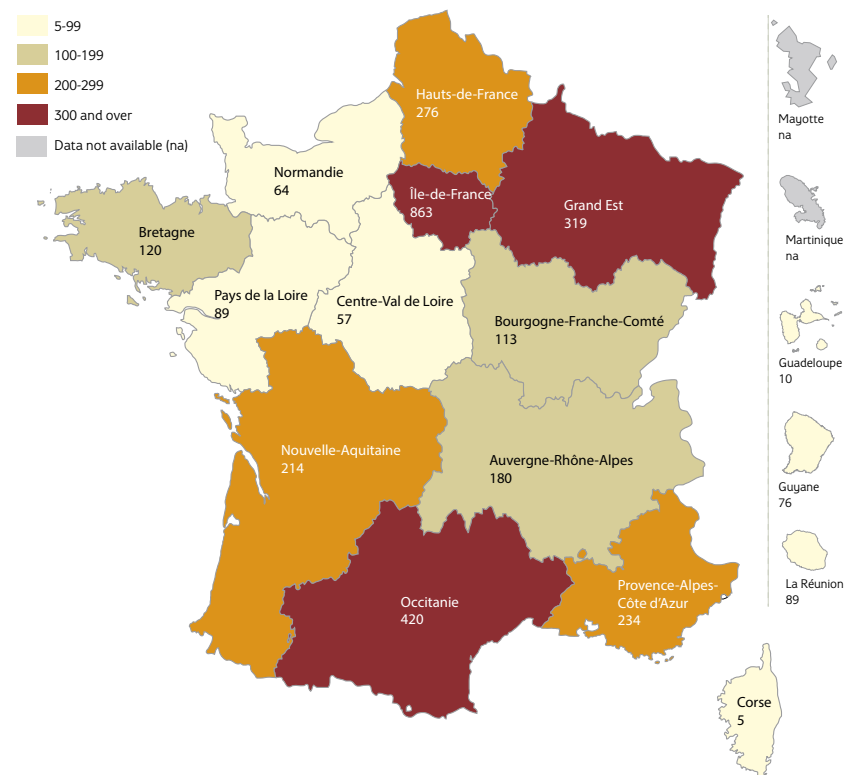 5-99
100-199
200-299
300 and over
Data not available (na)
Hauts-de-France
276
Normandie
64
Île-de-France
863
Grand Est
319
Bretagne
120
Pays de la Loire
89
Centre-Val de Loire
57
Bourgogne-Franche-Comté
113
Nouvelle-Aquitaine
214
Auvergne-Rhône-Alpes
180
Occitanie
420
Provence-Alpes-
Côte d'Azur
234
Corse
5
Mayotte
na
Martinique
na
Guadeloupe
10
Guyane
76
La Réunion
89